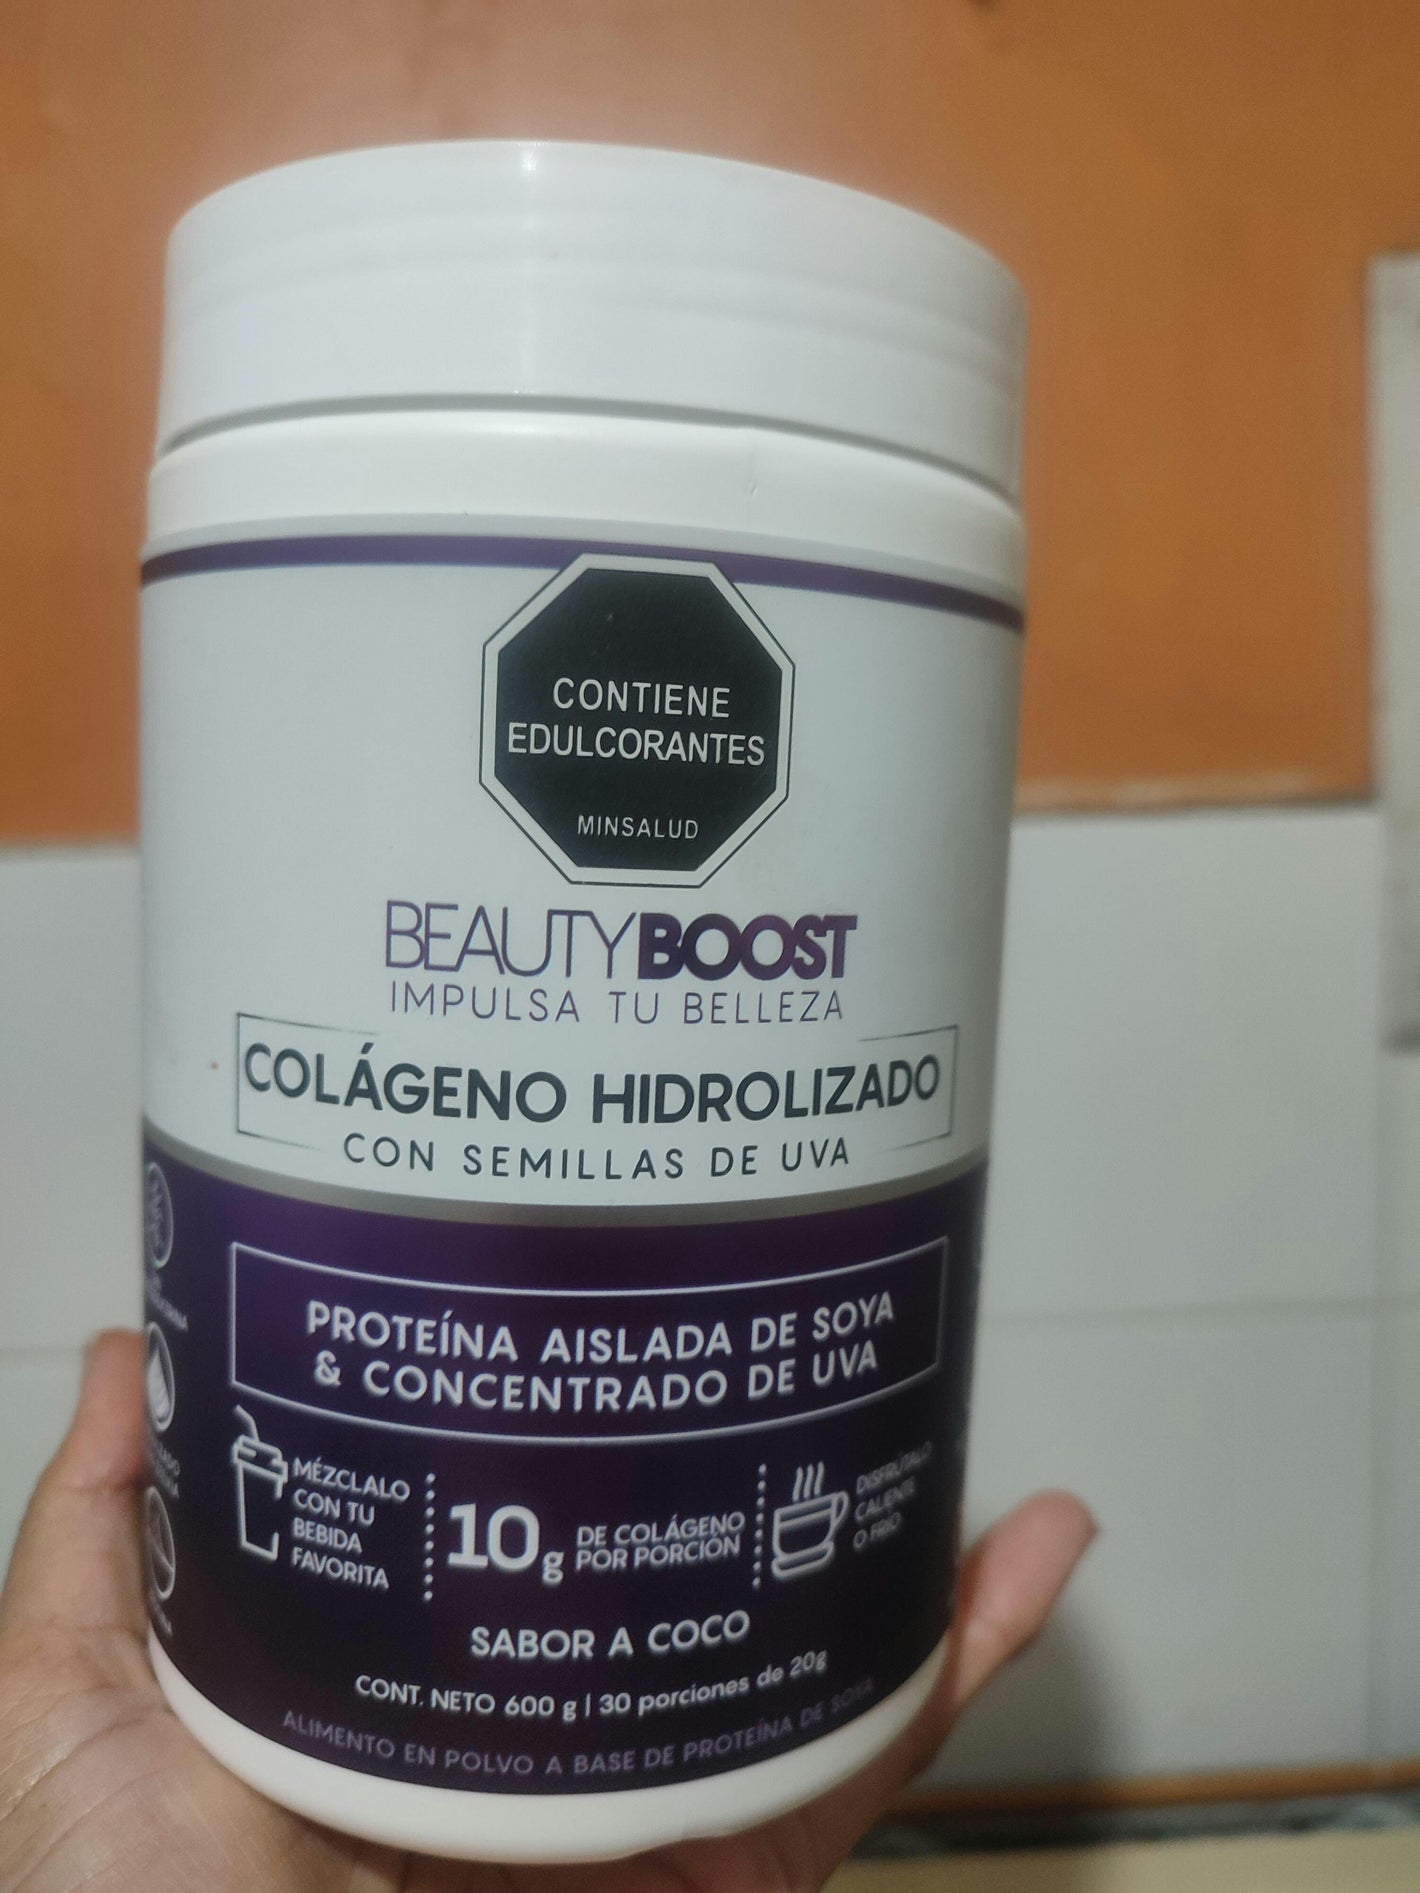 CONTIENE
EDULCORANTES
MINSALUD
BEAUTYBOOST
IMPULSA TU BELLEZA
COLÁGENO HIDROLIZADO
CON SEMILLAS DE UVA
PROTEÍNA AISLADA DE SOYA
& CONCENTRADO DE UVA
MÉZCLALO
CON TU
BEBIDA
FAVORITA
10g
DE COLÁGENO
POR PORCIÓN
DISFRÚTALO
CALIENTE
O FRIO
SABOR A COCO
CONT. NETO 600 g | 30 porciones de 20g
ALIMENTO EN POLVO A BASE DE PROTEÍNA DE SOYA